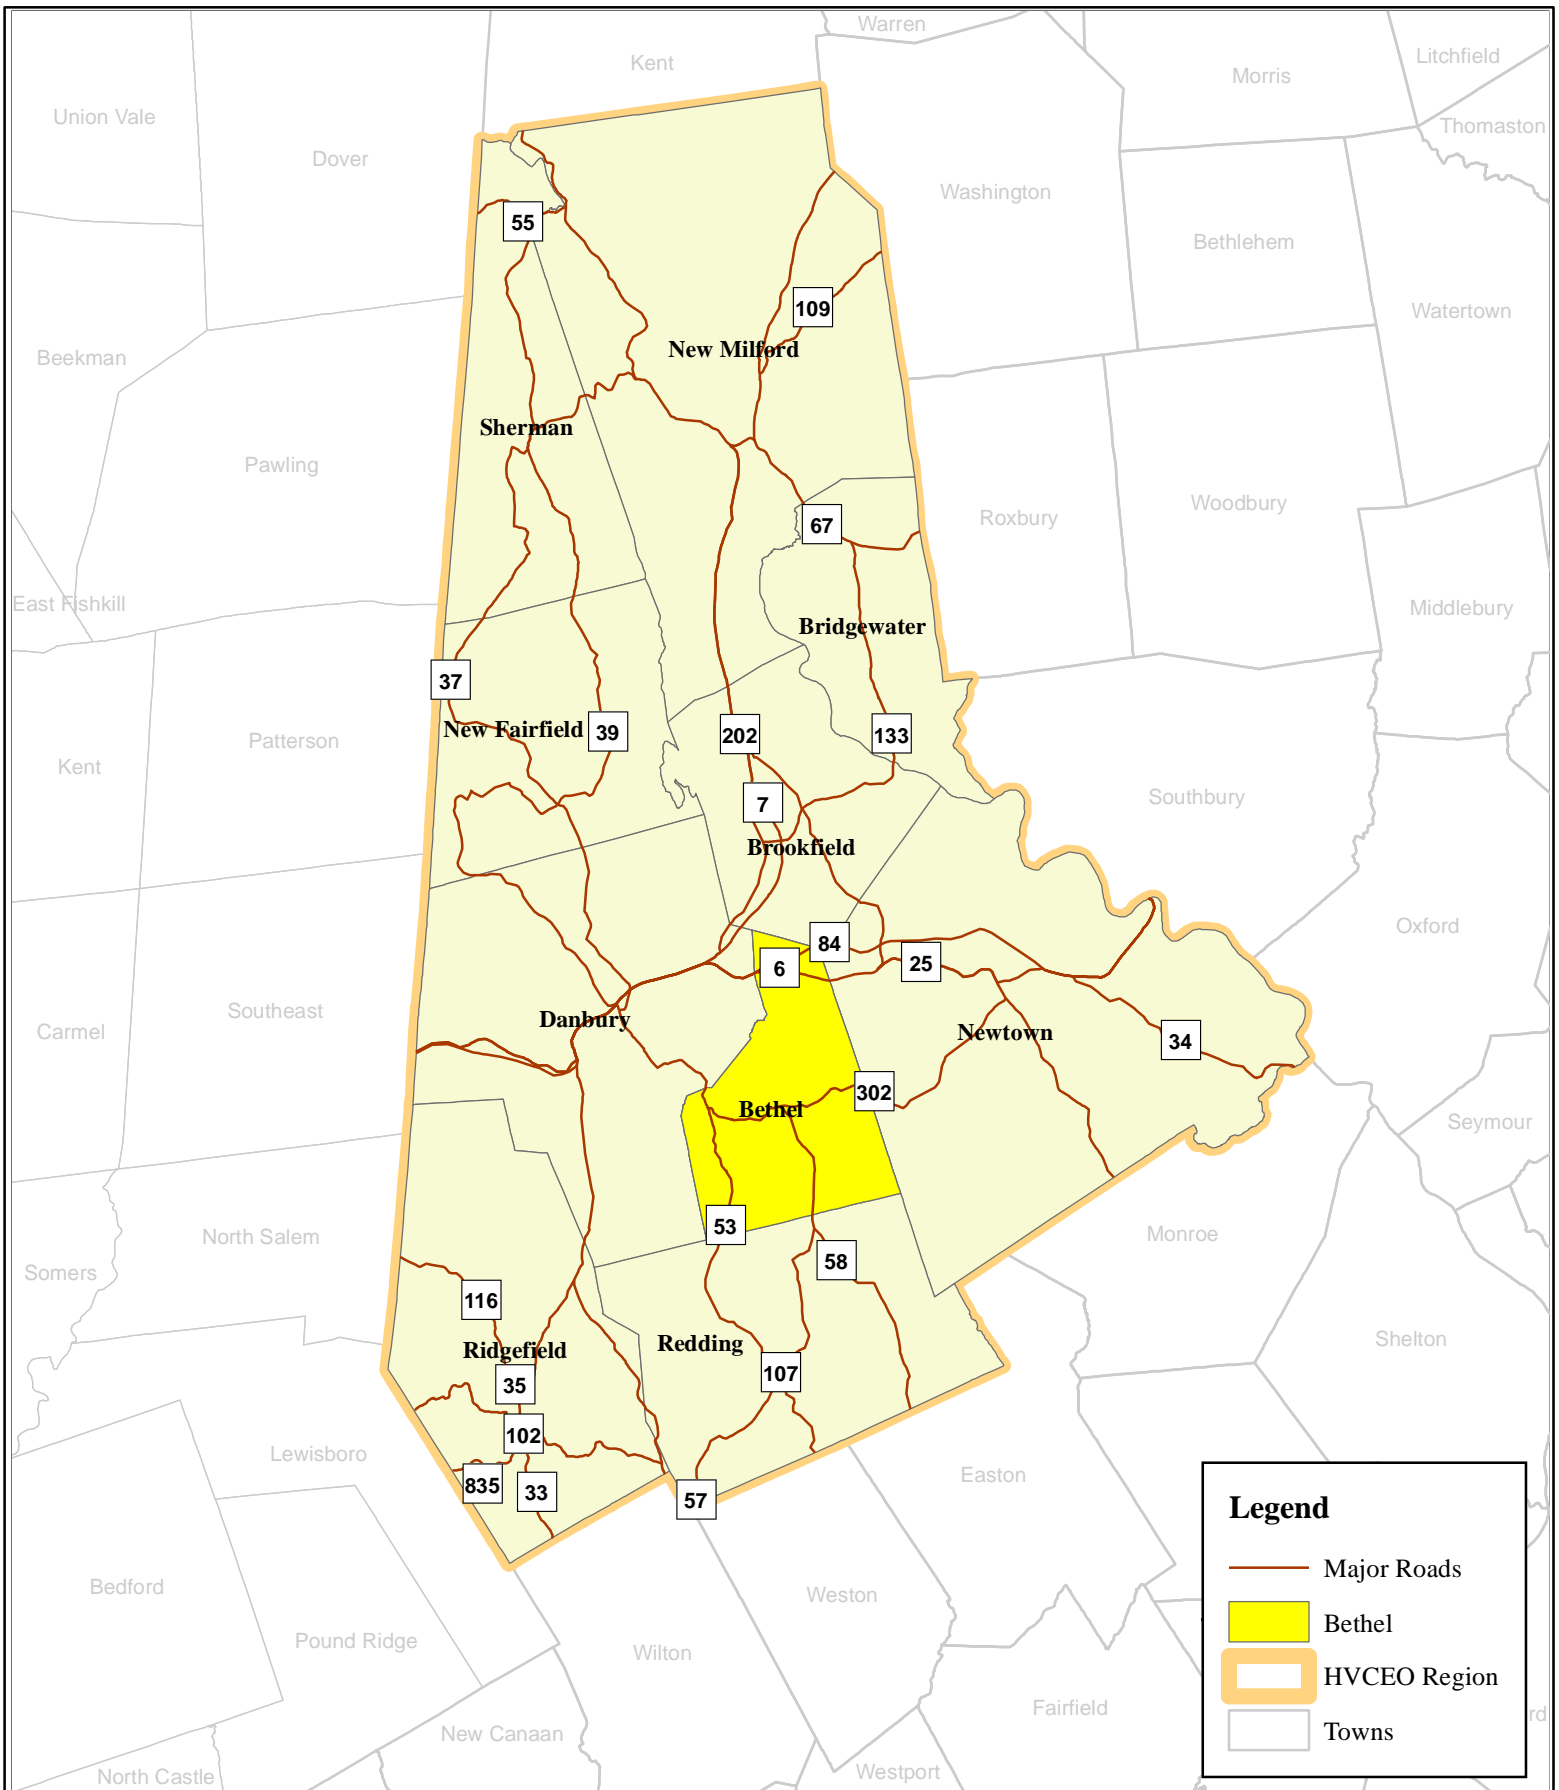 Warren
Kent
Litchfield
Morris
Union Vale
Thomaston
Dover
Washington
55
Bethlehem
109
Watertown
New Milford
Beekman
Sherman
Pawling
Woodbury
Roxbury
67
East Fishkill
Middlebury
Bridgewater
37
New Fairfield
39
202
133
Patterson
Kent
Southbury
7
Brookfield
Oxford
84
25
6
Southeast
Danbury
Carmel
Newtown
34
302
Bethel
Seymour
53
Monroe
North Salem
58
Somers
116
Redding
Shelton
Ridgefield
107
35
102
Lewisboro
Easton
835
33
57
Legend
Major Roads
Bethel
HVCEO Region
Towns
Bedford
Weston
Pound Ridge
Wilton
Fairfield
rd
New Canaan
Westport
North Castle